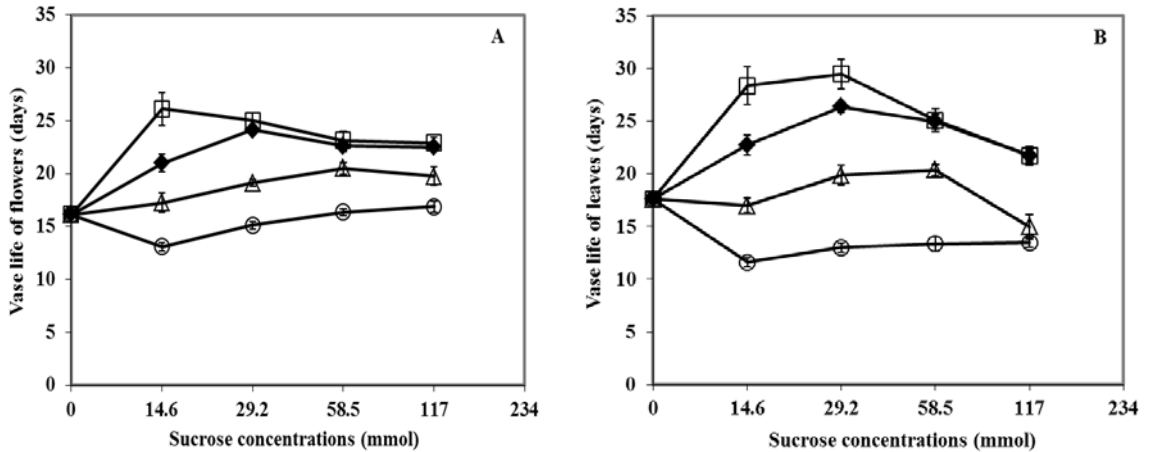 35
30
25
20
15
10
5
0
Vase life of flowers (days)
A
0 14.6 29.2 58.5 117 234
Sucrose concentrations (mmol)
35
30
25
20
15
10
5
0
Vase life of leaves (days)
B
0 14.6 29.2 58.5 117 234
Sucrose concentrations (mmol)